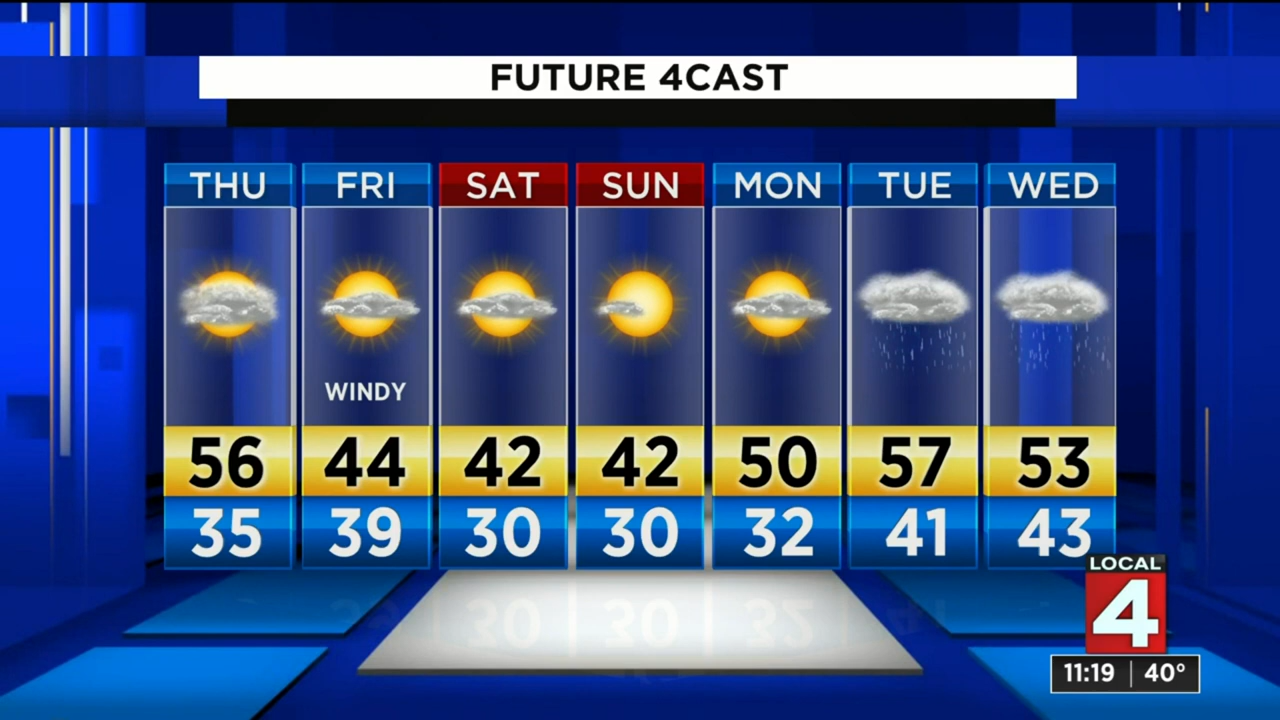 FUTURE 4CAST
THU FRI SAT SUN MON TUE WED
WINDY
56 44 42 42 50 57 53
35 39 30 30 32 41 43
LOCAL
4
11:19 | 40°